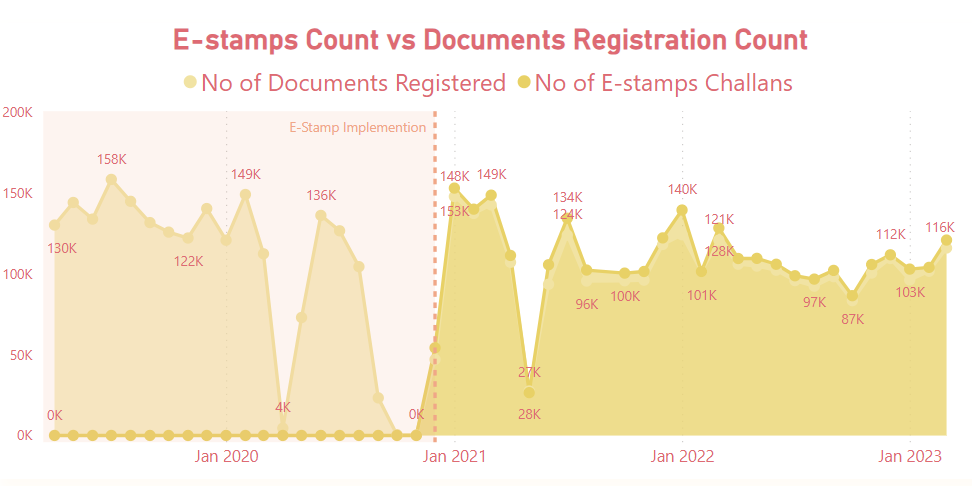 E-stamps Count vs Documents Registration Count
No of Documents Registered No of E-stamps Challans
200K
E-Stamp Implemention
158K
149K
136K
148K
149K
134K
140K
150K
153K
124K
121K
116K
130K
122K
128K
112K
100K
96K
100K
101K
97K
103K
87K
50K
27K
0K
4K
0K
28K
0K
Jan 2020 Jan 2021 Jan 2022 Jan 2023